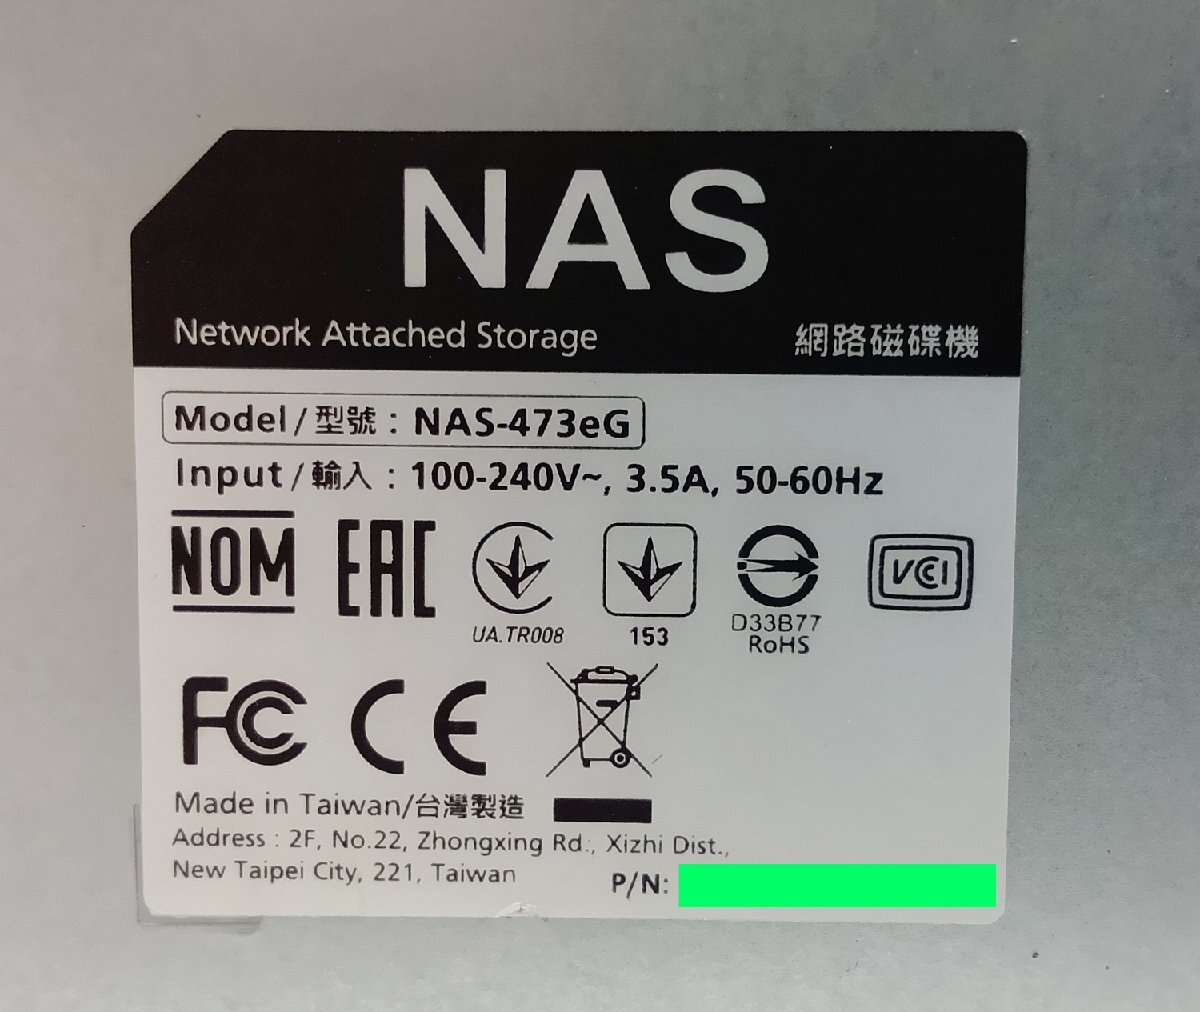 NAS
Network Attached Storage 網路磁碟機
Model/型號：NAS-473eG
Input/輸入：100-240V~, 3.5A, 50-60Hz
NOM EAC VCI
UA.TR008 153 D33B77
RoHS
FC CE
Made in Taiwan/台灣製造
Address : 2F, No.22, Zhongxing Rd., Xizhi Dist.,
New Taipei City, 221, Taiwan
P/N: